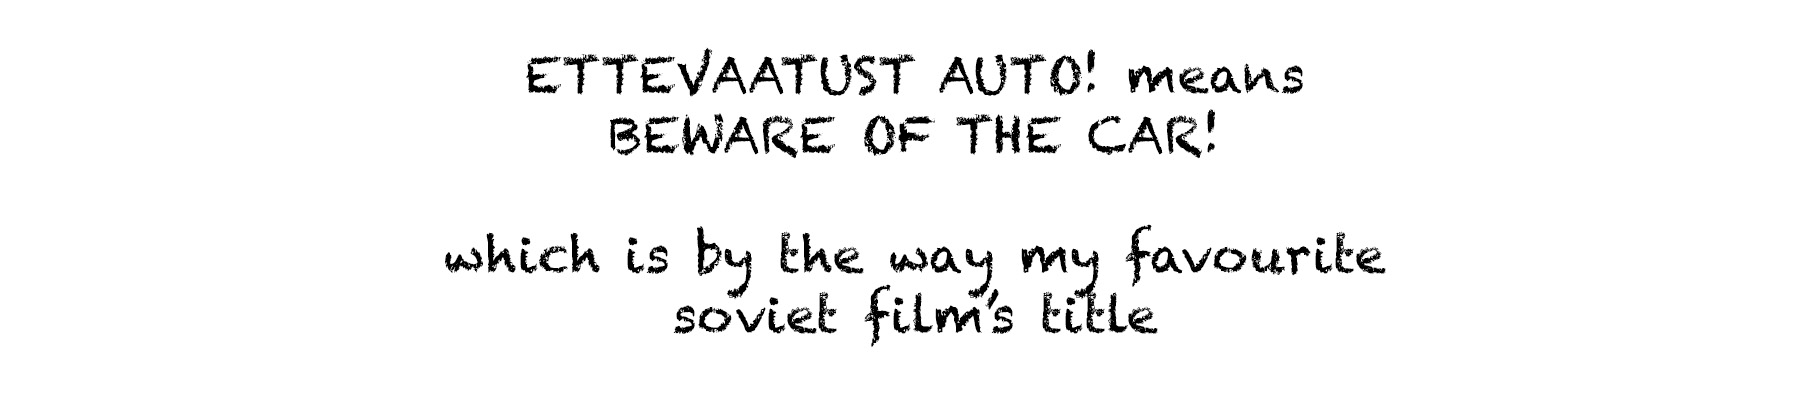 ETTEVAATUST AUTO! means
BEWARE OF THE CAR!
which is by the way my favourite
soviet film's title